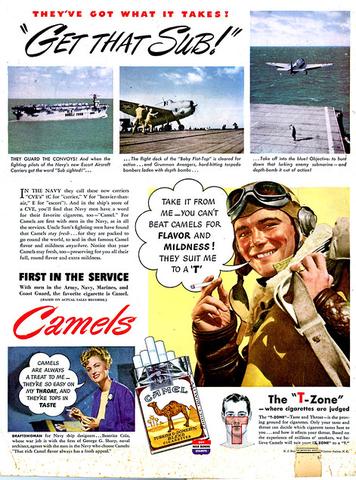 THEY'VE GOT WHAT IT TAKES!
"GET THAT SUB!"
THEY GUARD THE CONVOYS! And when the
fighting pilots of the Navy's new Escort Aircraft
Carriers get the word "Sub sighted!"...
...The flight deck of the "Baby Flat-Top" is cleared for
action...and Grumman Avengers, hard-hitting torpedo
bombers laden with depth bombs...
...Take off into the blue! Objective: to hunt
down that lurking enemy submarine—and
depth-bomb it out of action!
IN THE NAVY they call these new carriers
"CVE's" (C for "carrier," V for "heavier-than-
air," E for "escort"). And in the ship's store of
a CVE, you'll find that Navy men have a word
for their favorite cigarette, too—"Camel." For
Camels are first with men in the Navy, as in all
the services. Uncle Sam's fighting men have found
that Camels stay fresh...for they are packed to
go round the world, to seal in that famous Camel
flavor and mildness anywhere. Notice that your
Camels stay fresh, too—preserving for you all their
full, round flavor and extra mildness.
TAKE IT FROM
ME—YOU CAN'T
BEAT CAMELS FOR
FLAVOR AND
MILDNESS!
THEY SUIT ME
TO A 'T'
FIRST IN THE SERVICE
With men in the Army, Navy, Marines, and
Coast Guard, the favorite cigarette is Camel.
(BASED ON ACTUAL SALES RECORDS.)
Camels
CAMELS
ARE ALWAYS
A TREAT TO ME—
THEY'RE SO EASY ON
MY THROAT, AND
THEY'RE TOPS IN
TASTE
CAMEL
TURKISH & DOMESTIC
BLEND
CIGARETTES
BUY
WAR BONDS
STAMPS
DRAFTSWOMAN for Navy ship designers...Beatrice Cole,
whose war job is with the firm of George G. Sharp, naval
architect, agrees with the men in the Navy who choose Camels:
"That rich Camel flavor always has a fresh appeal."
The "T-Zone"
—where cigarettes are judged
The "T-ZONE"—Taste and Throat—is the prov-
ing ground for cigarettes. Only your taste and
throat can decide which cigarette tastes best to
you...and how it affects your throat. Based on
the experience of millions of smokers, we be-
lieve Camels will suit your "T-ZONE" to a "T."